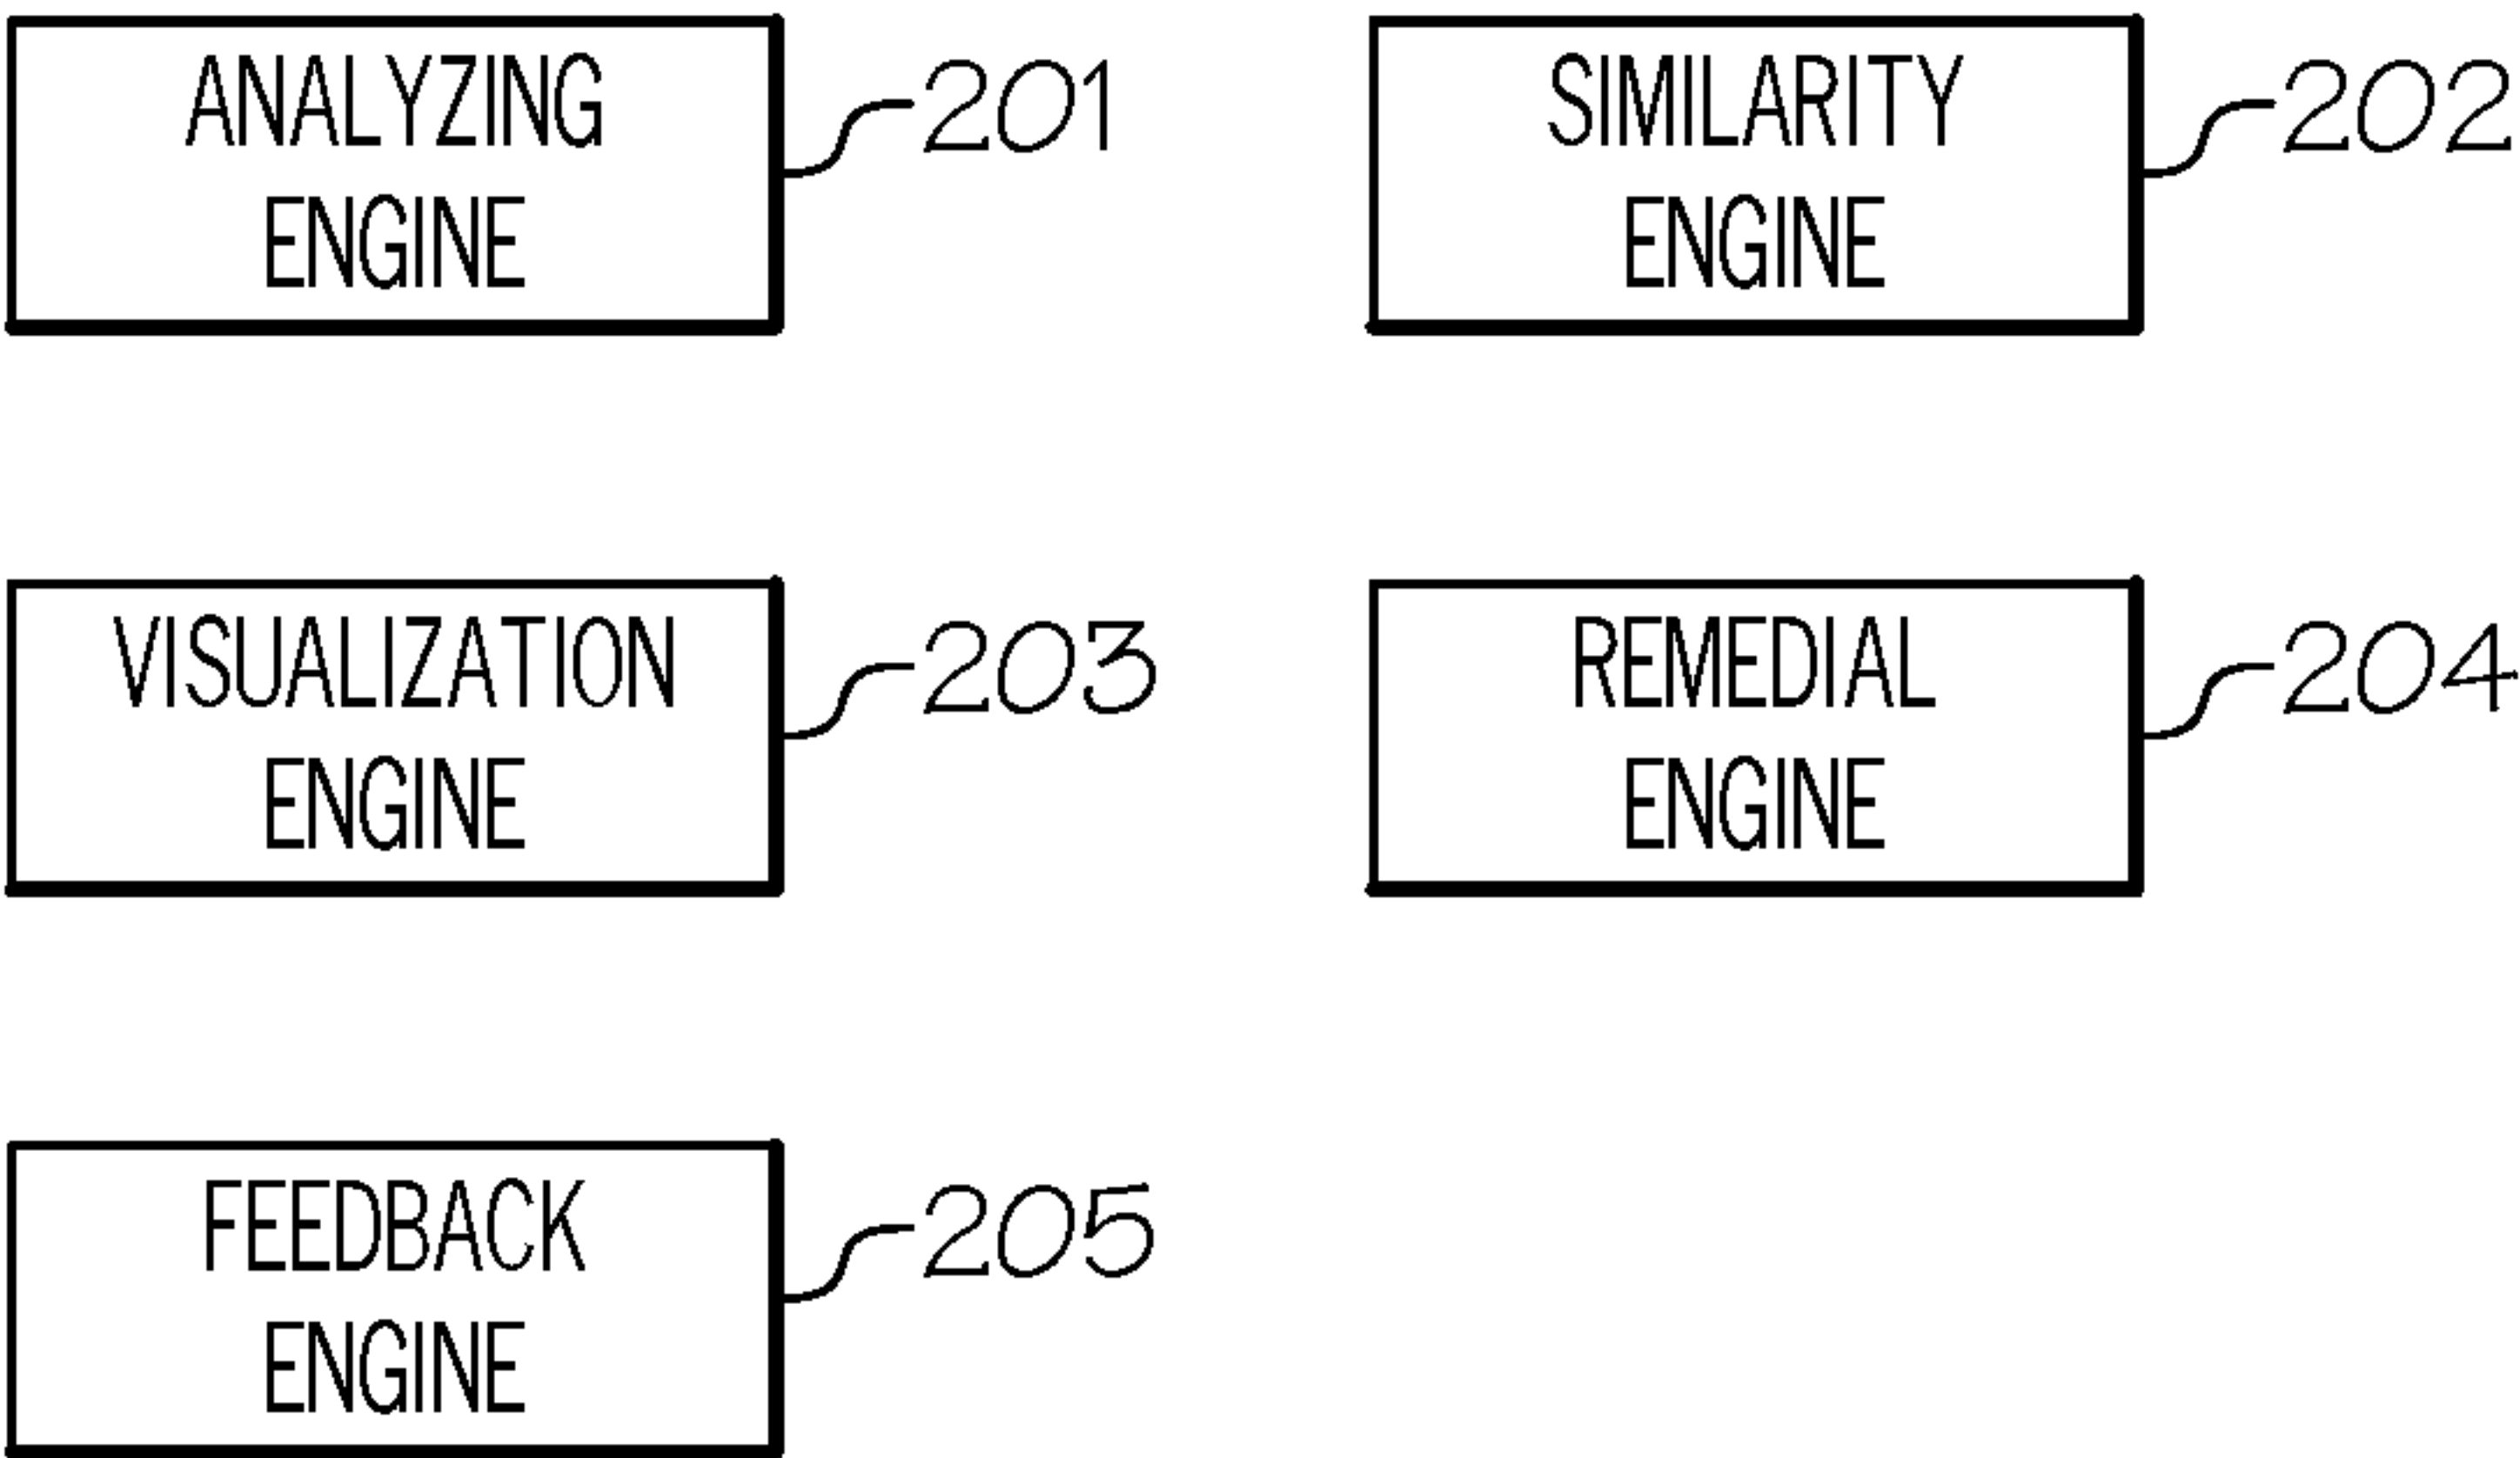 ANALYZING
ENGINE
201
SIMILARITY
ENGINE
202
VISUALIZATION
ENGINE
203
REMEDIAL
ENGINE
204
FEEDBACK
ENGINE
205